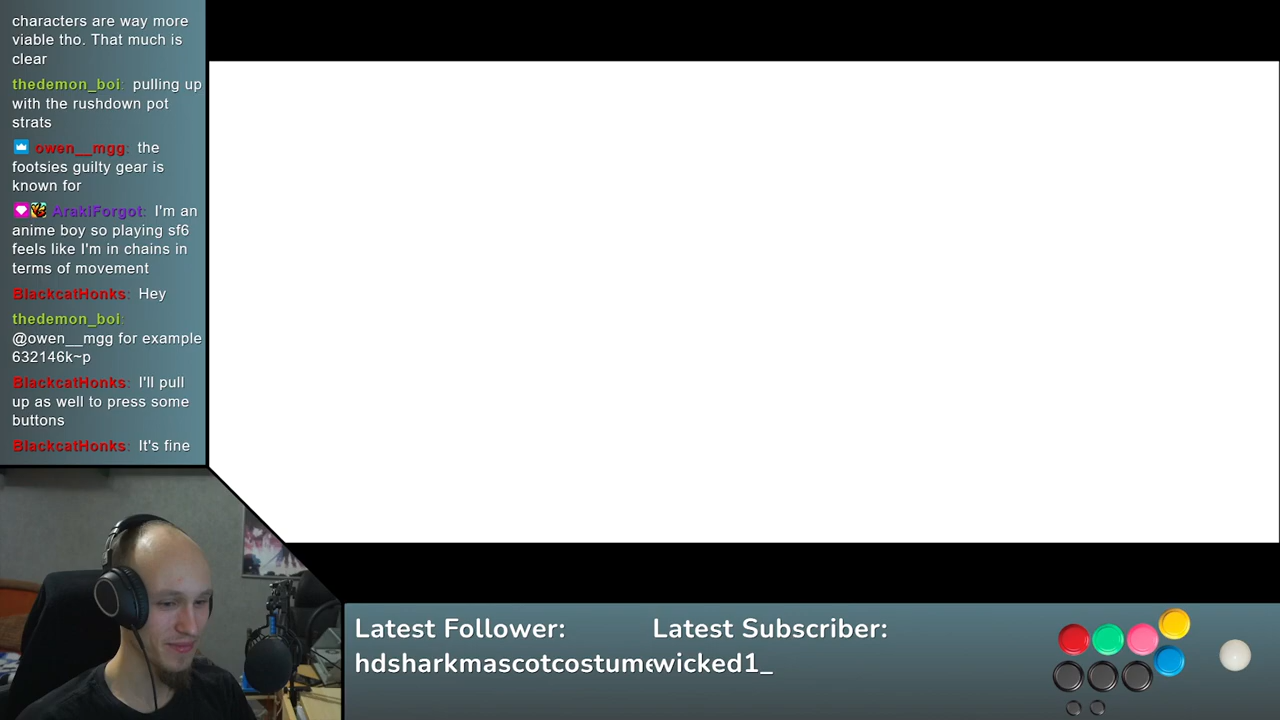 characters are way more
viable tho. That much is
clear
thedemon_boi: pulling up
with the rushdown pot
strats
owen__mgg: the
footsies guilty gear is
known for
ArakiForgot: I'm an
anime boy so playing sf6
feels like I'm in chains in
terms of movement
BlackcatHonks: Hey
thedemon_boi:
@owen__mgg for example
632146k~p
BlackcatHonks: I'll pull
up as well to press some
buttons
BlackcatHonks: It's fine
Latest Follower:
hdsharkmascotcostume
Latest Subscriber:
wicked1_